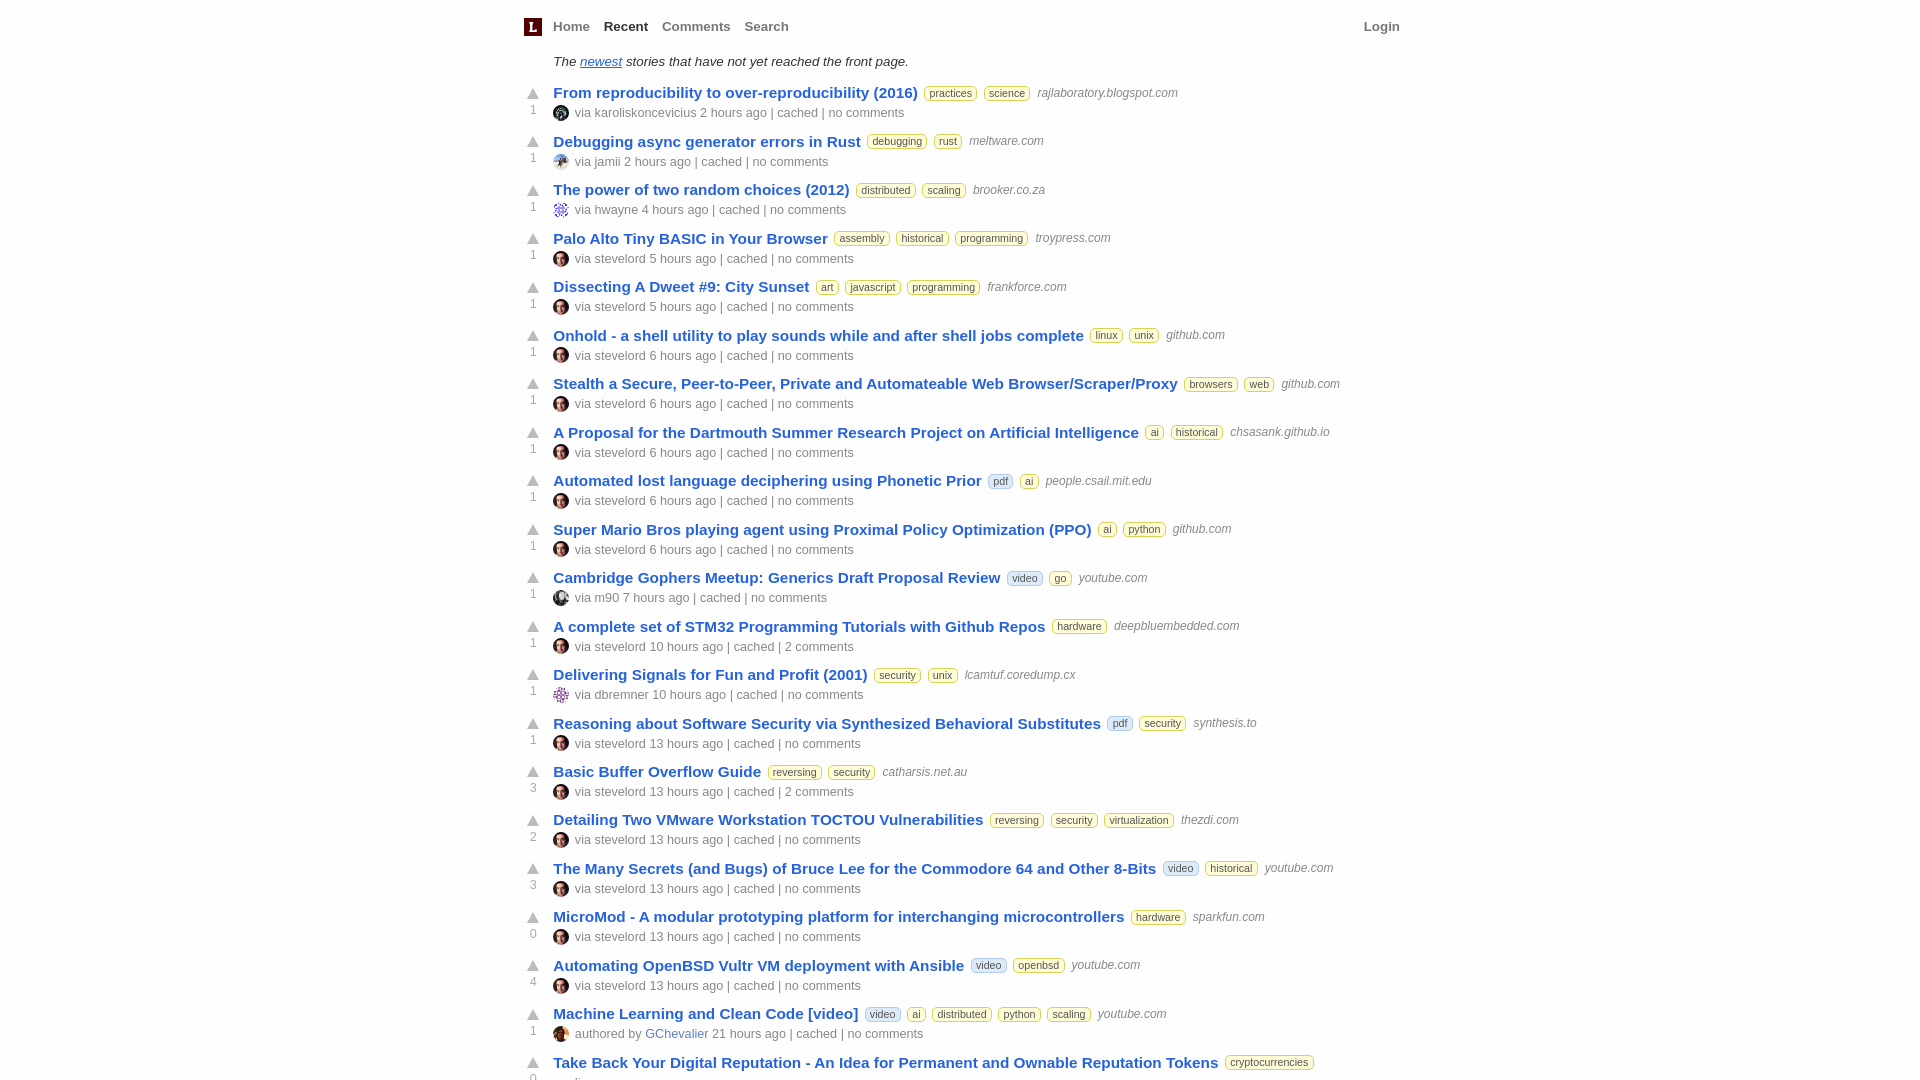 L Home Recent Comments Search Login
The newest stories that have not yet reached the front page.
From reproducibility to over-reproducibility (2016) practices science rajlaboratory.blogspot.com
1 via karoliskoncevicius 2 hours ago | cached | no comments
Debugging async generator errors in Rust debugging rust meltware.com
1 via jamii 2 hours ago | cached | no comments
The power of two random choices (2012) distributed scaling brooker.co.za
1 via hwayne 4 hours ago | cached | no comments
Palo Alto Tiny BASIC in Your Browser assembly historical programming troypress.com
1 via stevelord 5 hours ago | cached | no comments
Dissecting A Dweet #9: City Sunset art javascript programming frankforce.com
1 via stevelord 5 hours ago | cached | no comments
Onhold - a shell utility to play sounds while and after shell jobs complete linux unix github.com
1 via stevelord 6 hours ago | cached | no comments
Stealth a Secure, Peer-to-Peer, Private and Automateable Web Browser/Scraper/Proxy browsers web github.com
1 via stevelord 6 hours ago | cached | no comments
A Proposal for the Dartmouth Summer Research Project on Artificial Intelligence ai historical chsasank.github.io
1 via stevelord 6 hours ago | cached | no comments
Automated lost language deciphering using Phonetic Prior pdf ai people.csail.mit.edu
1 via stevelord 6 hours ago | cached | no comments
Super Mario Bros playing agent using Proximal Policy Optimization (PPO) ai python github.com
1 via stevelord 6 hours ago | cached | no comments
Cambridge Gophers Meetup: Generics Draft Proposal Review video go youtube.com
1 via m90 7 hours ago | cached | no comments
A complete set of STM32 Programming Tutorials with Github Repos hardware deepbluembedded.com
1 via stevelord 10 hours ago | cached | 2 comments
Delivering Signals for Fun and Profit (2001) security unix lcamtuf.coredump.cx
1 via dbremner 10 hours ago | cached | no comments
Reasoning about Software Security via Synthesized Behavioral Substitutes pdf security synthesis.to
1 via stevelord 13 hours ago | cached | no comments
Basic Buffer Overflow Guide reversing security catharsis.net.au
3 via stevelord 13 hours ago | cached | 2 comments
Detailing Two VMware Workstation TOCTOU Vulnerabilities reversing security virtualization thezdi.com
2 via stevelord 13 hours ago | cached | no comments
The Many Secrets (and Bugs) of Bruce Lee for the Commodore 64 and Other 8-Bits video historical youtube.com
3 via stevelord 13 hours ago | cached | no comments
MicroMod - A modular prototyping platform for interchanging microcontrollers hardware sparkfun.com
0 via stevelord 13 hours ago | cached | no comments
Automating OpenBSD Vultr VM deployment with Ansible video openbsd youtube.com
4 via stevelord 13 hours ago | cached | no comments
Machine Learning and Clean Code [video] video ai distributed python scaling youtube.com
1 authored by GChevalier 21 hours ago | cached | no comments
Take Back Your Digital Reputation - An Idea for Permanent and Ownable Reputation Tokens cryptocurrencies